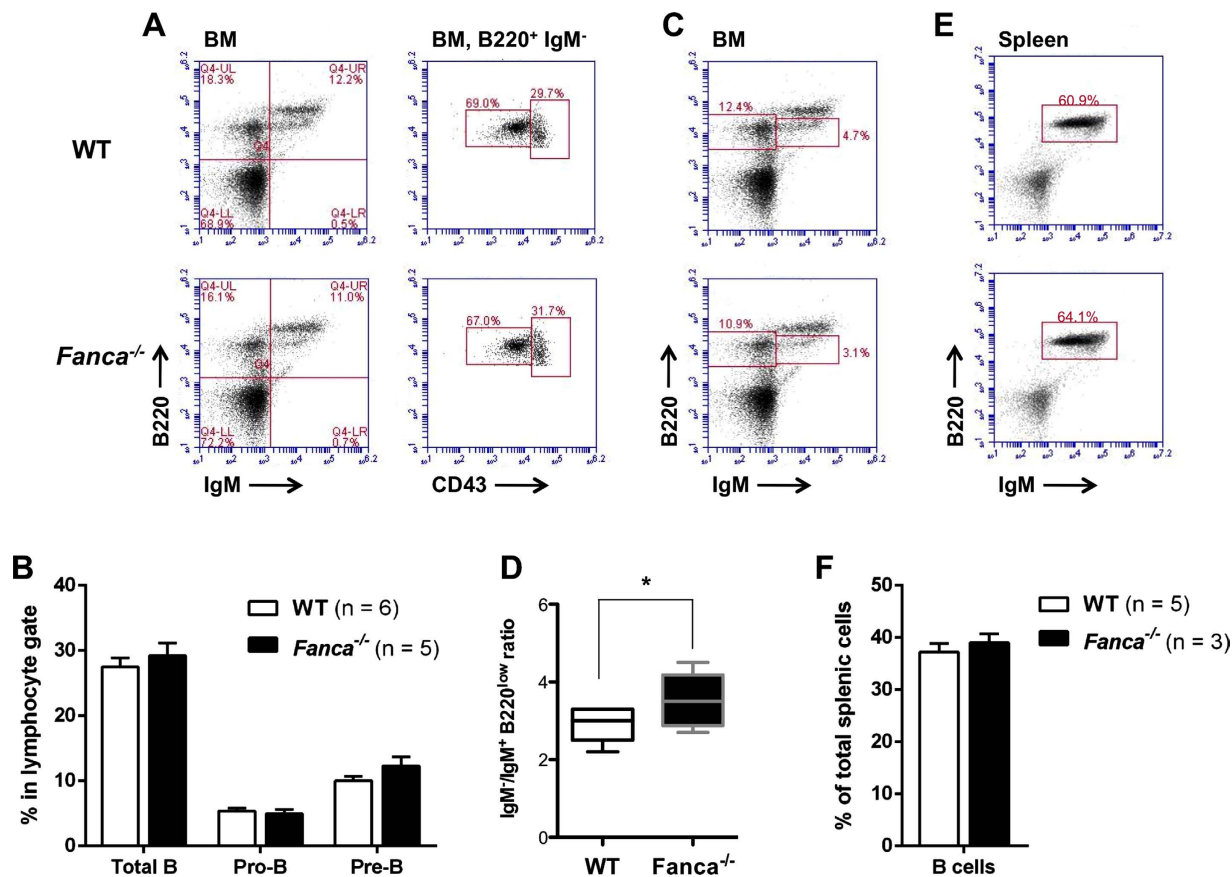 A
BM
BM, B220+ IgM-
C
BM
E
Spleen
WT
Q4-UL
18.3%
Q4-UR
12.2%
Q4
Q4-LL
68.9%
Q4-LR
0.5%
69.0%
29.7%
12.4%
4.7%
60.9%
Fanca-/-
Q4-UL
16.1%
Q4-UR
11.0%
Q4
Q4-LL
72.2%
Q4-LR
0.7%
67.0%
31.7%
10.9%
3.1%
64.1%
B220
IgM
CD43
B220
IgM
B220
IgM
B
% in lymphocyte gate
40
30
20
10
0
WT (n = 6)
Fanca-/- (n = 5)
Total B
Pro-B
Pre-B
D
IgM-/IgM+ B220low ratio
*
6
4
2
0
WT
Fanca-/-
F
% of total splenic cells
50
40
30
20
10
0
WT (n = 5)
Fanca-/- (n = 3)
B cells